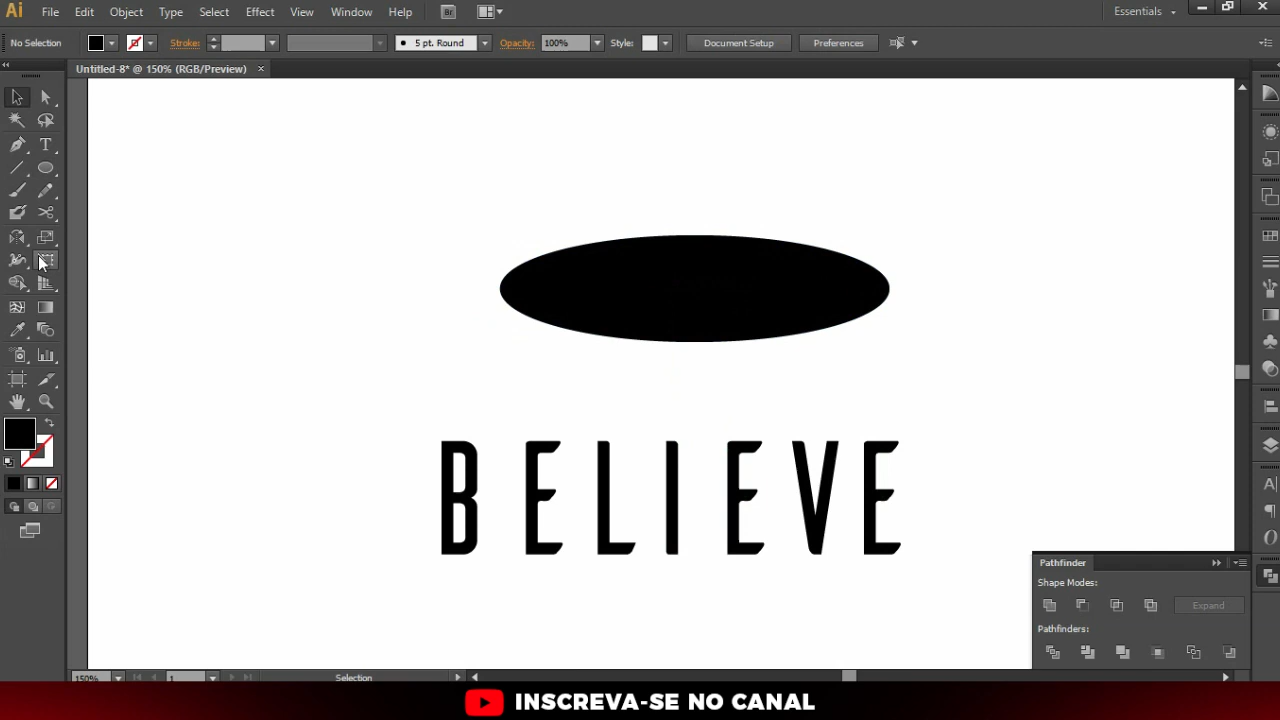 Ai File Edit Object Type Select Effect View Window Help Br Essentials
No Selection Stroke: 5 pt. Round Opacity: 100% Style: Document Setup Preferences
Untitled-8* @ 150% (RGB/Preview)
BELIEVE
Pathfinder
Shape Modes:
Expand
Pathfinders:
150% 1 Selection
INSCREVA-SE NO CANAL